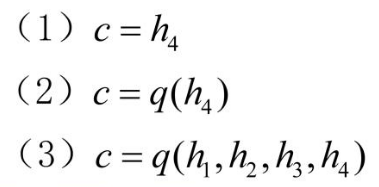 （1）c = h₄
（2）c = q(h₄)
（3）c = q(h₁, h₂, h₃, h₄)